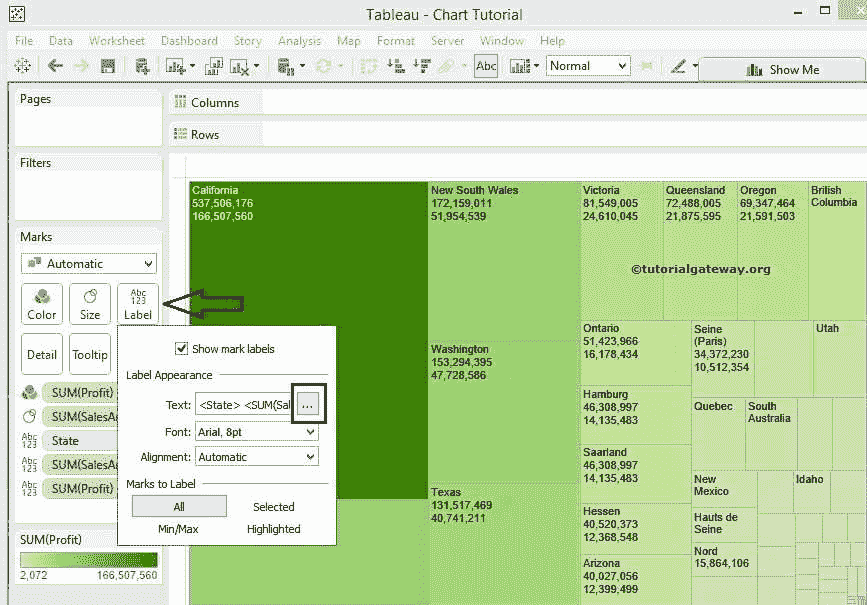 Tableau - Chart Tutorial
File Data Worksheet Dashboard Story Analysis Map Format Server Window Help
Abc Normal Show Me
Pages
Columns
Rows
Filters
Marks
Automatic
Abc
123
Color Size Label
Detail Tooltip
SUM(Profit)
SUM(SalesA
Abc
123
State
Abc
123
SUM(SalesA
Abc
123
SUM(Profit)
SUM(Profit)
2,072 166,507,560
Show mark labels
Label Appearance
Text: <State> <SUM(Sal ...
Font: Arial, 8pt
Alignment: Automatic
Marks to Label
All Selected
Min/Max Highlighted
California
537,506,176
166,507,560
New South Wales
172,159,011
51,954,539
Washington
153,294,395
47,728,586
Texas
131,517,469
40,741,211
Victoria
81,549,005
24,610,045
Queensland
72,488,005
21,875,595
Oregon
69,347,464
21,591,503
British
Columbia
©tutorialgateway.org
Ontario
51,423,966
16,178,434
Hamburg
46,308,997
14,135,483
Saarland
46,308,997
14,135,483
Hessen
40,520,373
12,368,548
Arizona
40,027,056
12,399,499
Seine
(Paris)
34,372,230
10,512,354
Utah
Quebec
South
Australia
New
Mexico
Idaho
Hauts de
Seine
Nord
15,864,106